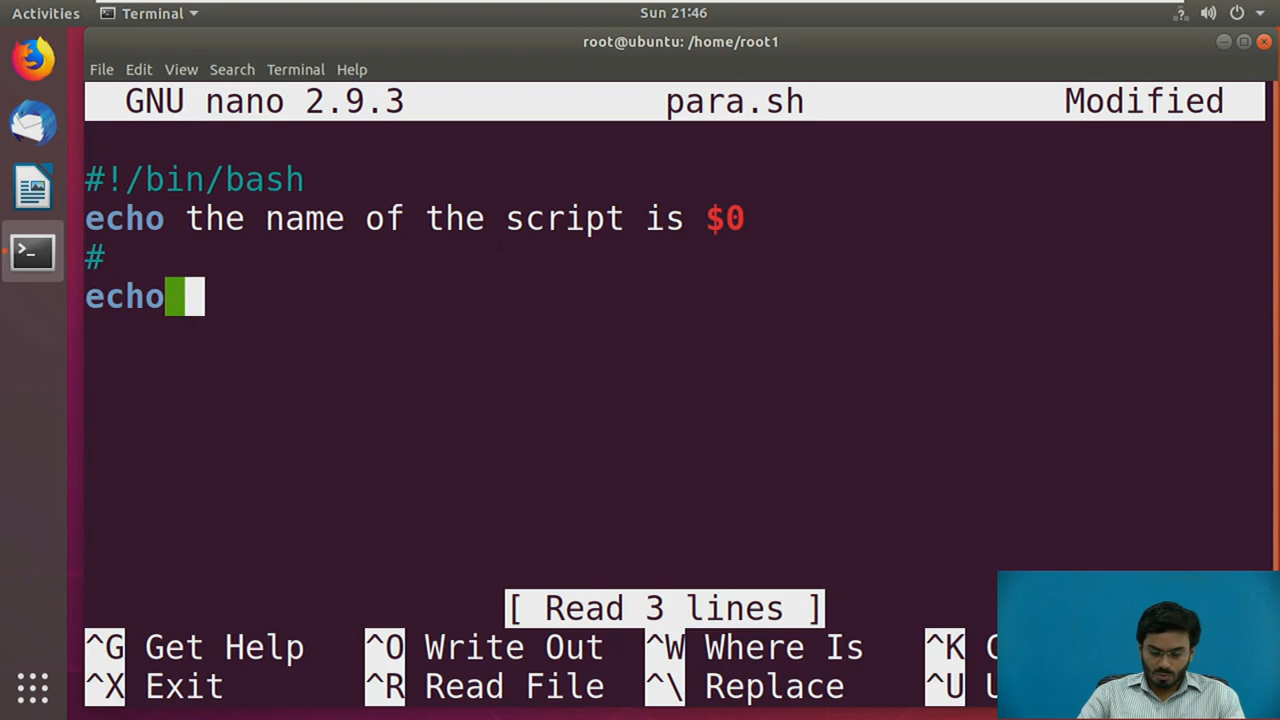 Activities Terminal Sun 21:46
root@ubuntu: /home/root1
File Edit View Search Terminal Help
GNU nano 2.9.3 para.sh Modified
#!/bin/bash
echo the name of the script is $0
#
echo
[ Read 3 lines ]
^G Get Help ^O Write Out ^W Where Is ^K
^X Exit ^R Read File ^\ Replace ^U